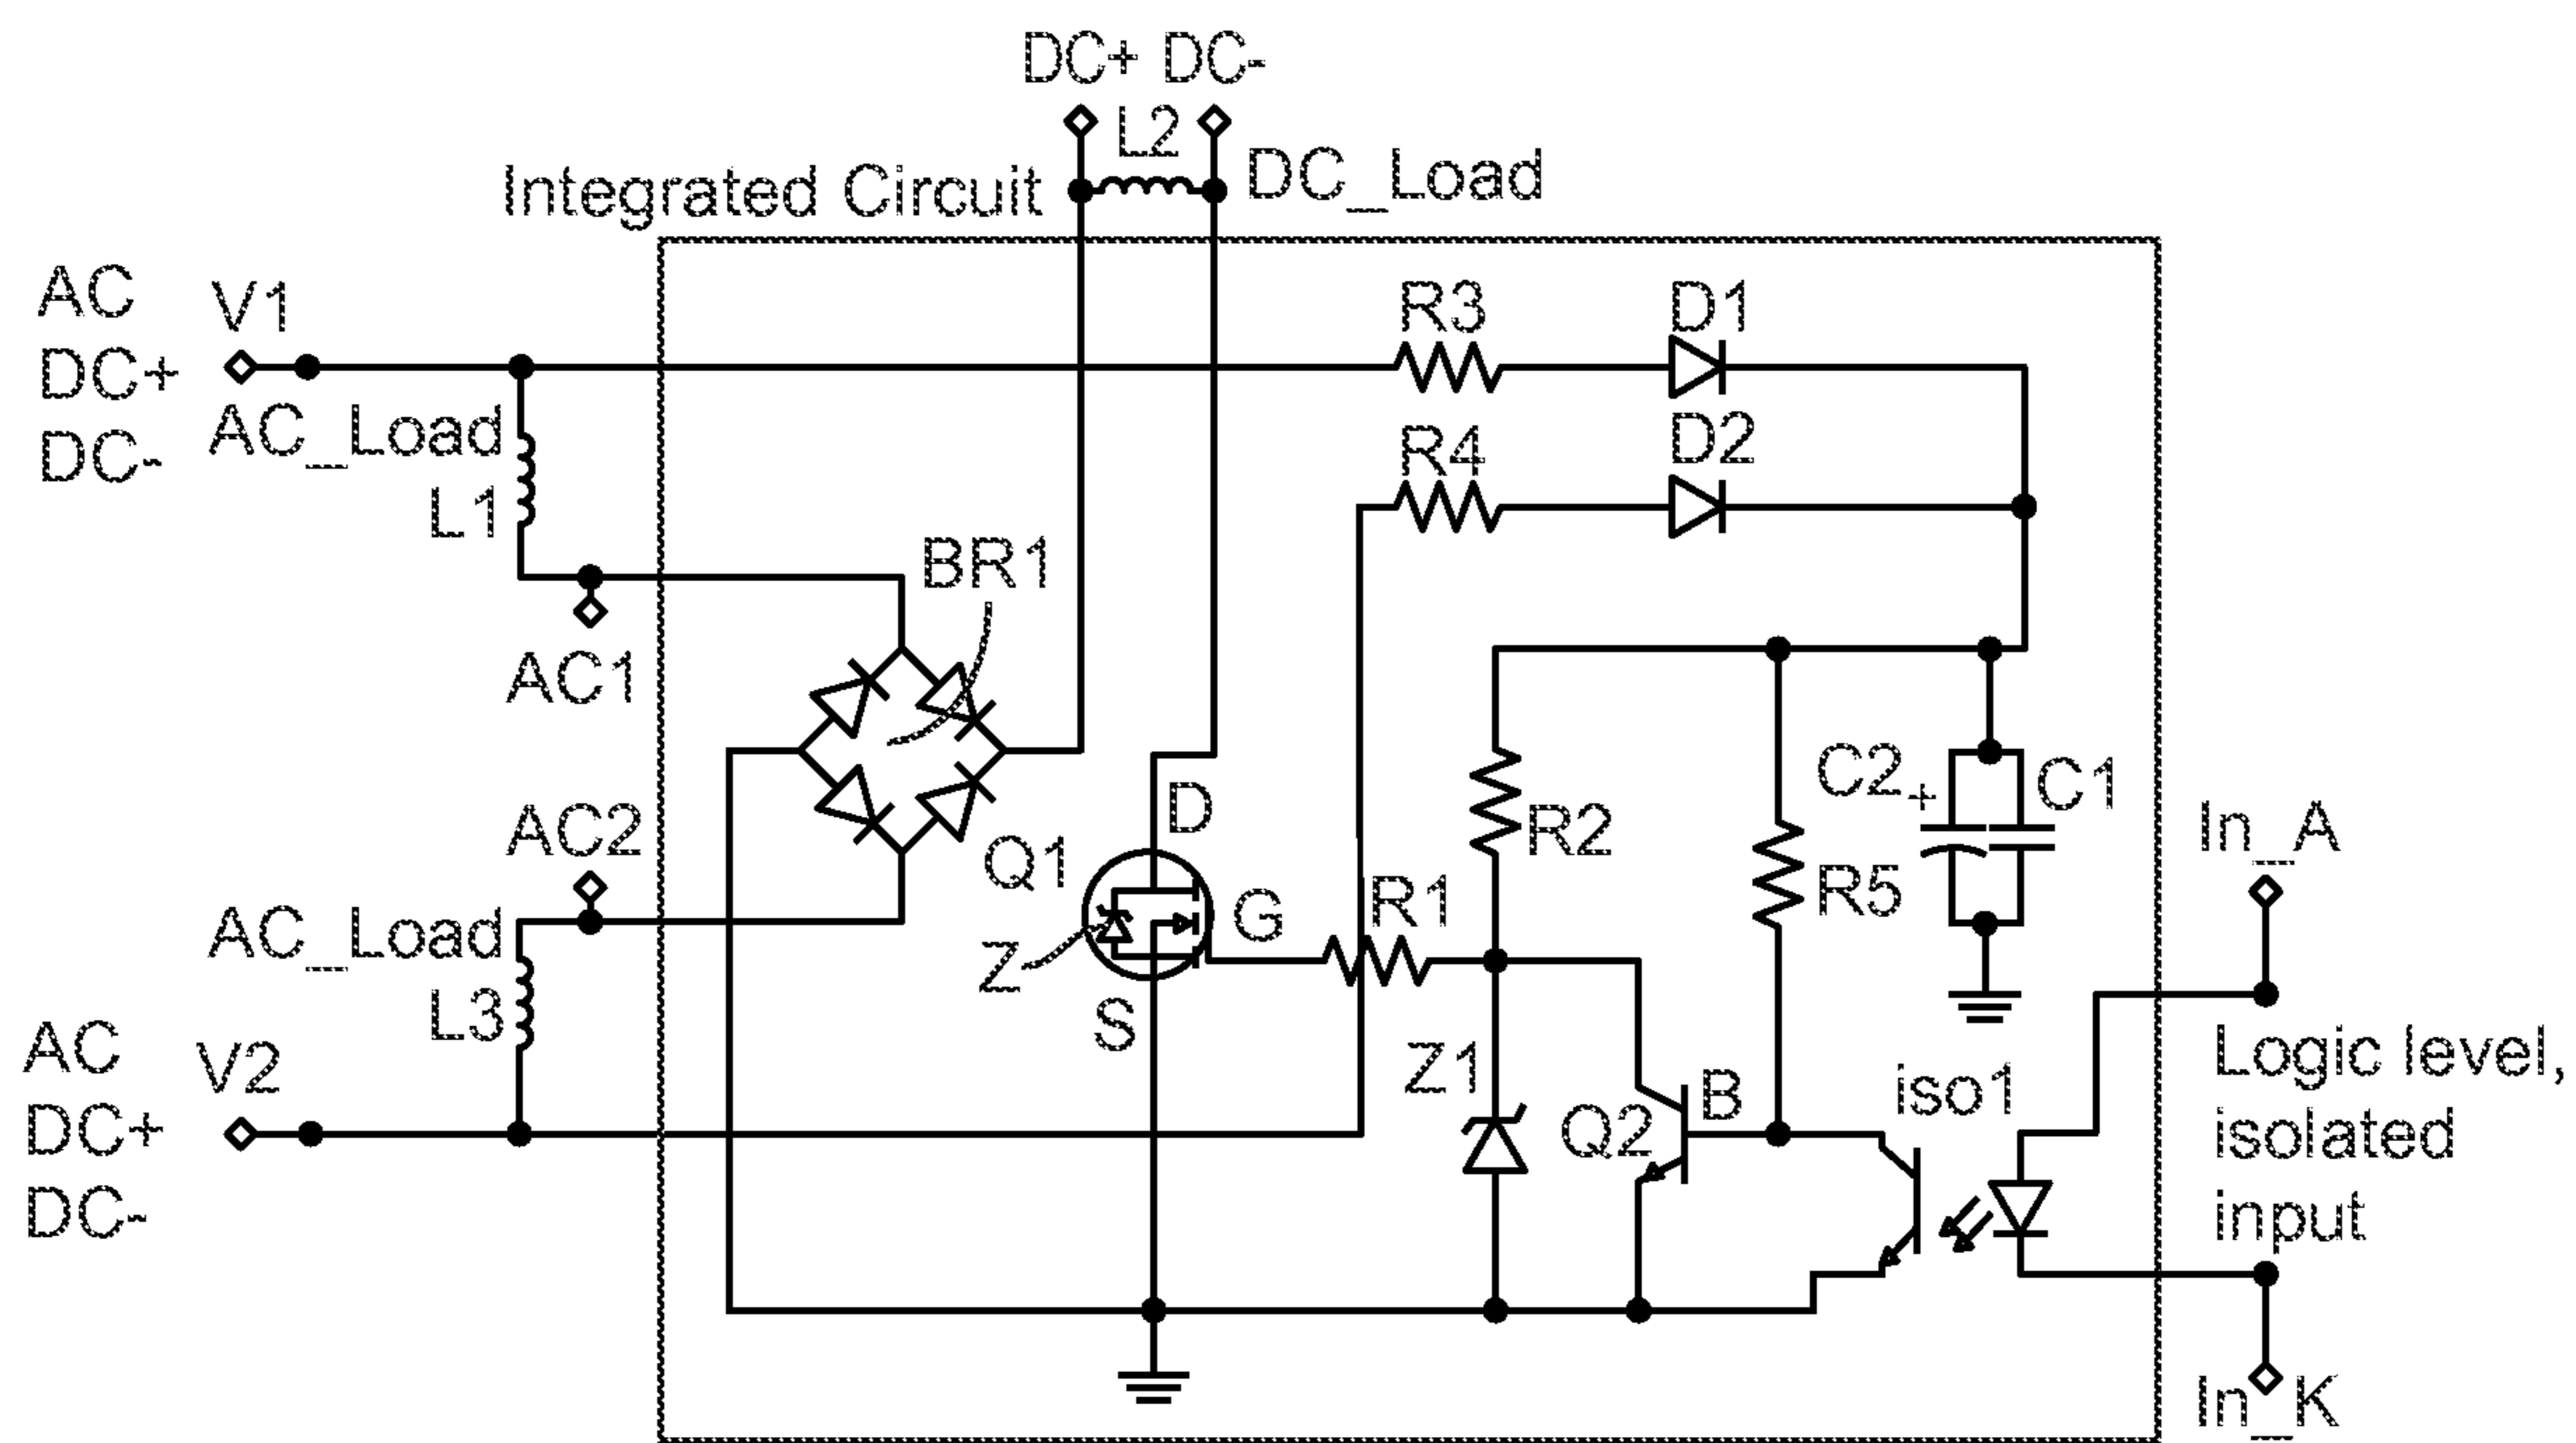 DC+ DC-
L2
Integrated Circuit
DC_Load
AC
DC+
DC-
V1
AC_Load
L1
R3
D1
R4
D2
BR1
AC1
AC2
AC_Load
L3
Q1
D
G
Z
S
R1
R2
R5
C2
+
C1
In_A
Logic level,
isolated
input
In_K
AC
DC+
DC-
V2
Z1
Q2
B
iso1